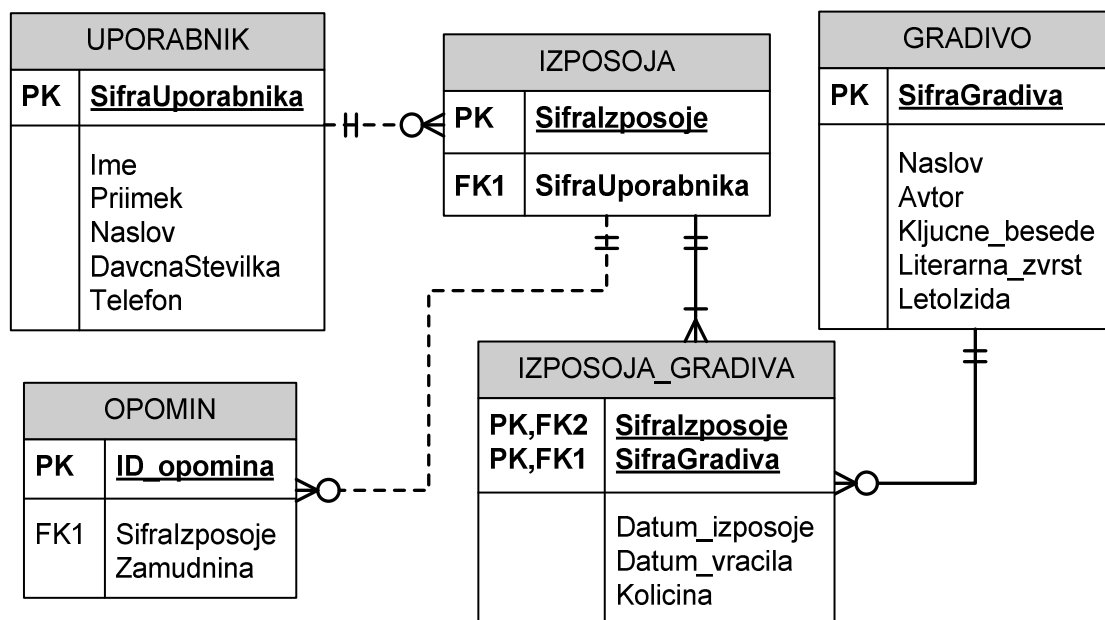 UPORABNIK
PK SifraUporabnika
Ime
Priimek
Naslov
DavcnaStevilka
Telefon
IZPOSOJA
PK SifraIzposoje
FK1 SifraUporabnika
GRADIVO
PK SifraGradiva
Naslov
Avtor
Kljucne_besede
Literarna_zvrst
LetoIzida
OPOMIN
PK ID_opomina
FK1 SifraIzposoje
Zamudnina
IZPOSOJA_GRADIVA
PK,FK2 SifraIzposoje
PK,FK1 SifraGradiva
Datum_izposoje
Datum_vracila
Kolicina